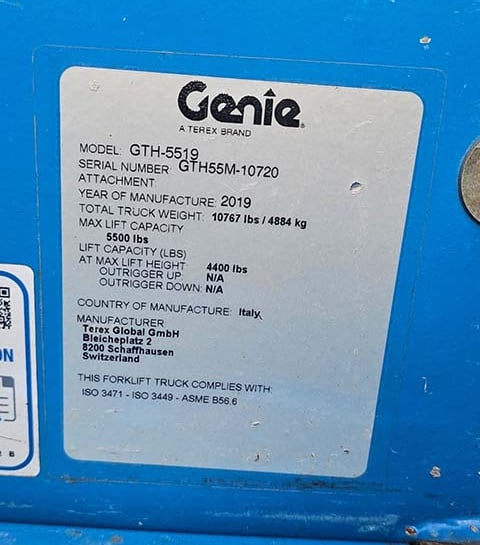 Genie
A TEREX BRAND
MODEL: GTH-5519
SERIAL NUMBER: GTH55M-10720
ATTACHMENT
YEAR OF MANUFACTURE: 2019
TOTAL TRUCK WEIGHT: 10767 lbs / 4884 kg
MAX LIFT CAPACITY
5500 lbs
LIFT CAPACITY (LBS)
AT MAX LIFT HEIGHT 4400 lbs
OUTRIGGER UP: N/A
OUTRIGGER DOWN: N/A
COUNTRY OF MANUFACTURE: Italy
MANUFACTURER
Terex Global GmbH
Bleicheplatz 2
8200 Schaffhausen
Switzerland
THIS FORKLIFT TRUCK COMPLIES WITH:
ISO 3471 - ISO 3449 - ASME B56.6